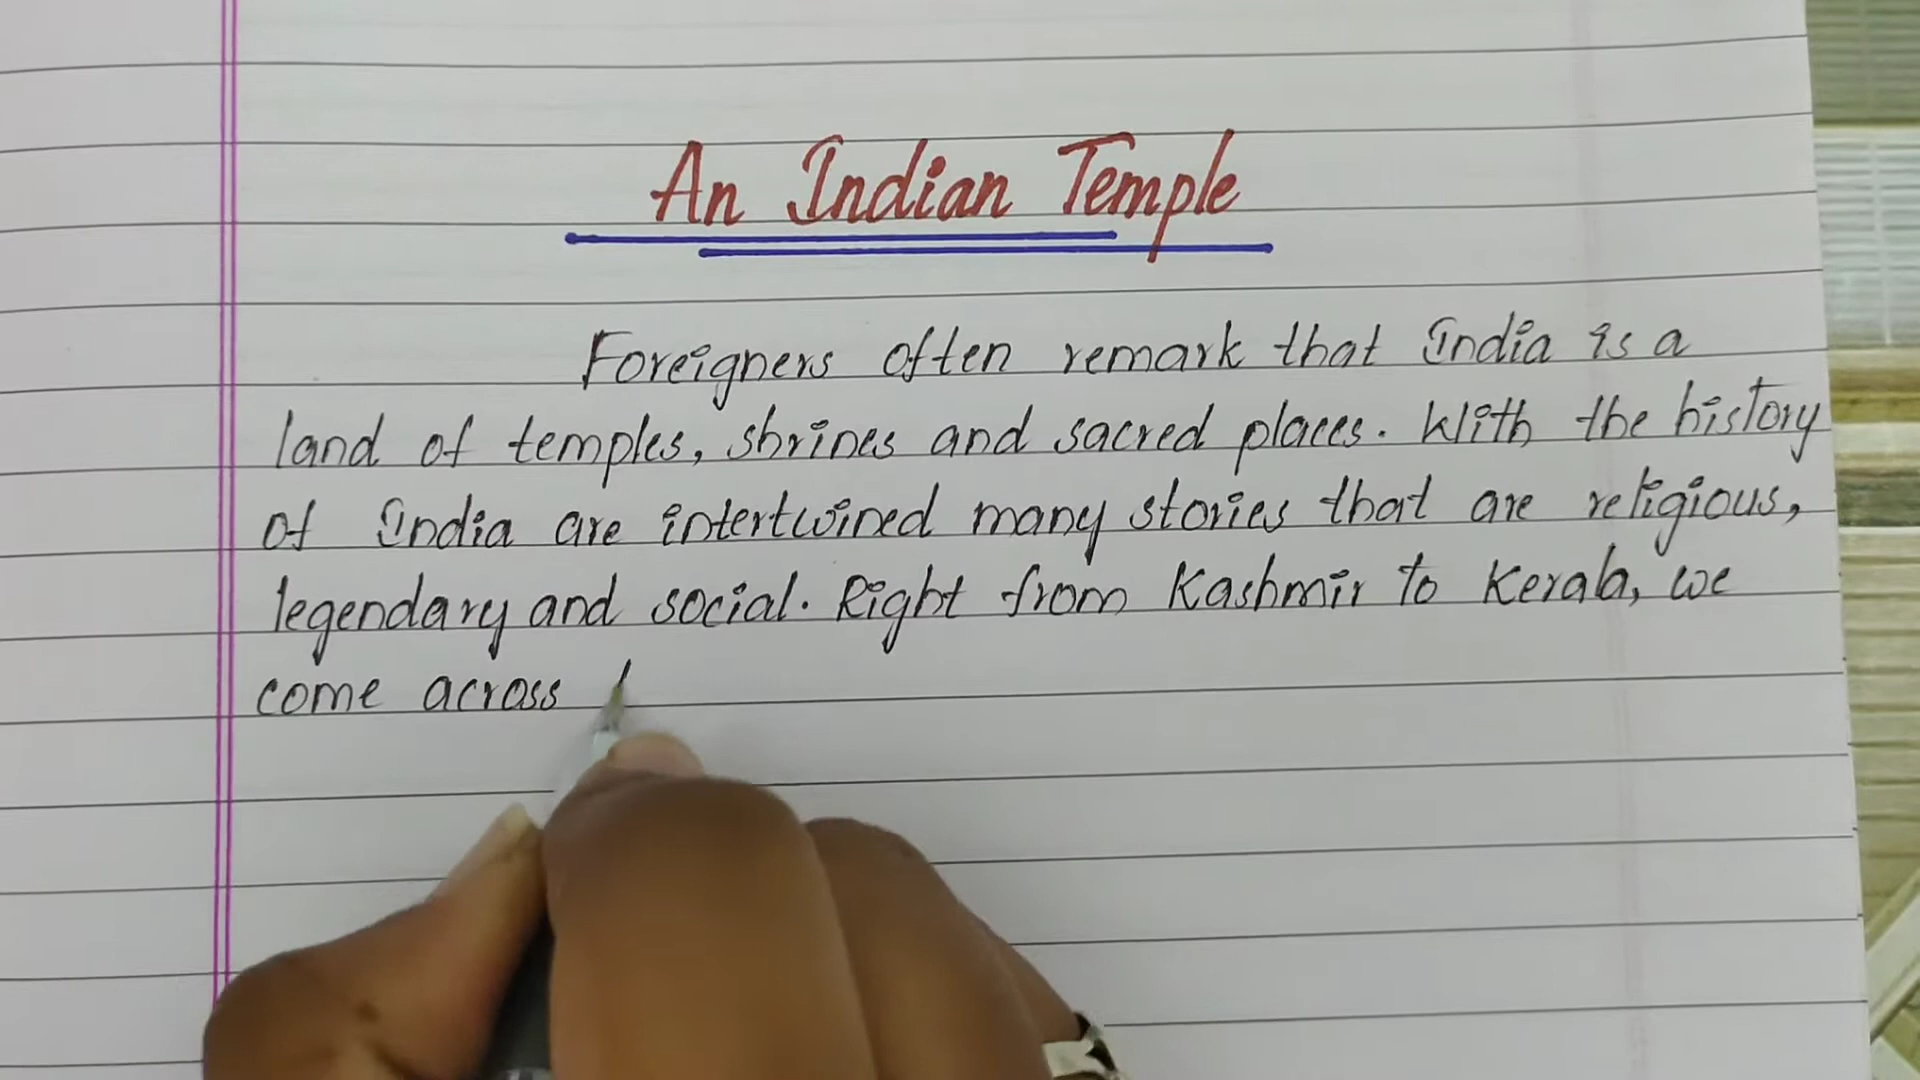 An Indian Temple
Foreigners often remark that India is a
land of temples, shrines and sacred places. With the history
of India are intertwined many stories that are religious,
legendary and social. Right from Kashmir to Kerala, we
come across